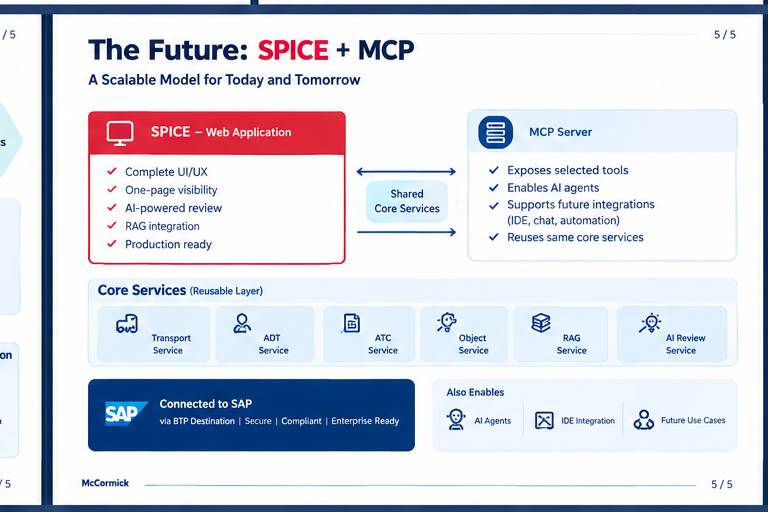 / 5
5 / 5
The Future: SPICE + MCP
A Scalable Model for Today and Tomorrow
SPICE – Web Application
Complete UI/UX
One-page visibility
AI-powered review
RAG integration
Production ready
Shared
Core Services
MCP Server
Exposes selected tools
Enables AI agents
Supports future integrations
(IDE, chat, automation)
Reuses same core services
Core Services (Reusable Layer)
Transport
Service
ADT
Service
ATC
Service
Object
Service
RAG
Service
AI Review
Service
SAP
Connected to SAP
via BTP Destination | Secure | Compliant | Enterprise Ready
Also Enables
AI Agents
IDE Integration
Future Use Cases
McCormick
5 / 5
/ 5